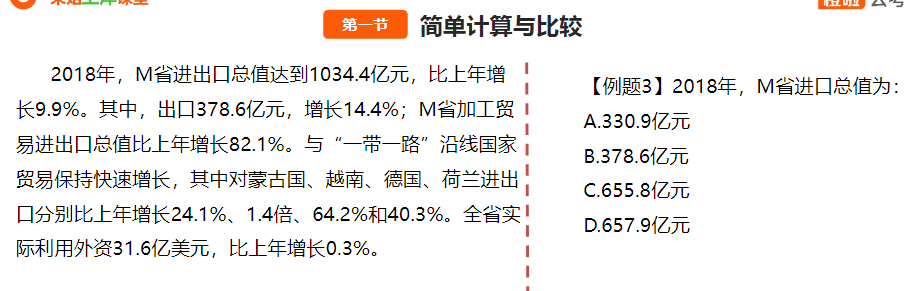 第一节
简单计算与比较
2018年，M省进出口总值达到1034.4亿元，比上年增
长9.9%。其中，出口378.6亿元，增长14.4%；M省加工贸
易进出口总值比上年增长82.1%。与“一带一路”沿线国家
贸易保持快速增长，其中对蒙古国、越南、德国、荷兰进出
口分别比上年增长24.1%、1.4倍、64.2%和40.3%。全省实
际利用外资31.6亿美元，比上年增长0.3%。
【例题3】2018年，M省进口总值为：
A.330.9亿元
B.378.6亿元
C.655.8亿元
D.657.9亿元